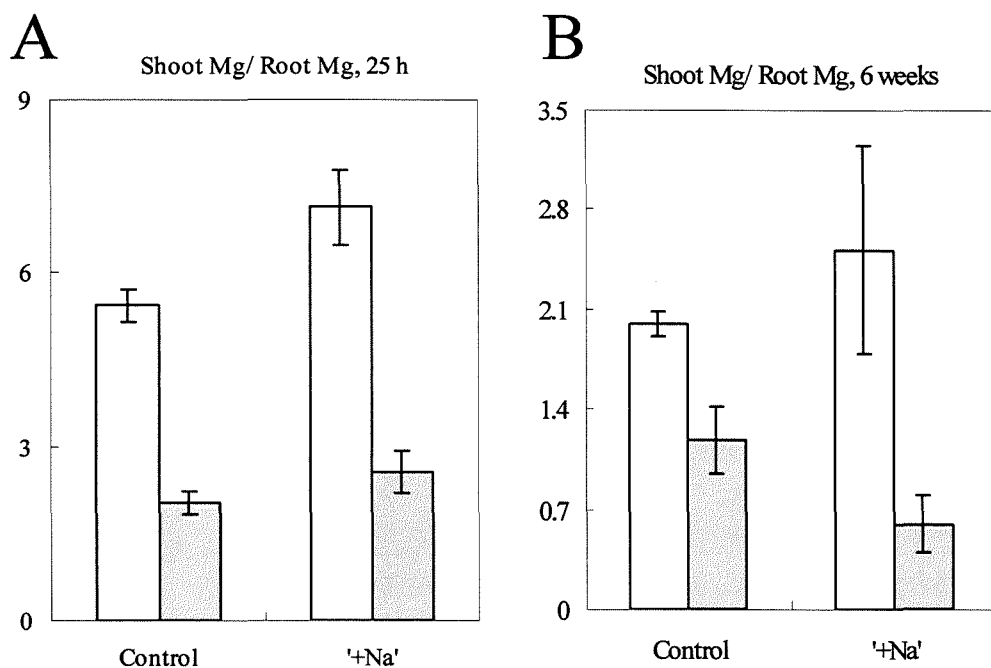 A
Shoot Mg/ Root Mg, 25 h
9
6
3
0
Control '+Na'
B
Shoot Mg/ Root Mg, 6 weeks
3.5
2.8
2.1
1.4
0.7
0
Control '+Na'